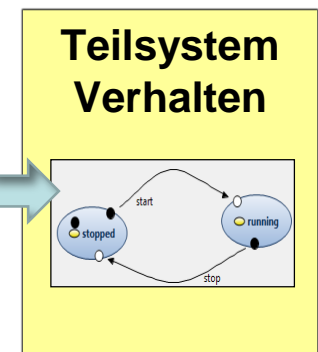 Teilsystem
Verhalten
start
running
stopped
stop